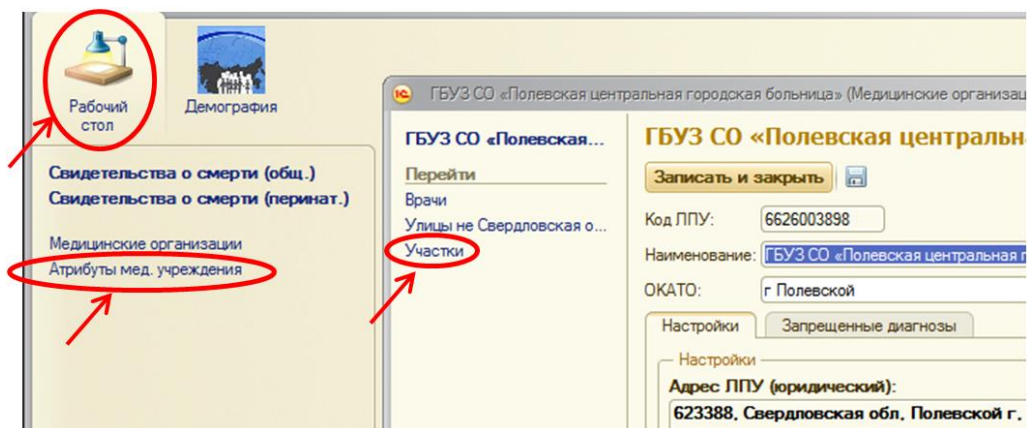 Рабочий
стол
Демография
Свидетельства о смерти (общ.)
Свидетельства о смерти (перинат.)
Медицинские организации
Атрибуты мед. учреждения
ГБУЗ СО «Полевская центральная городская больница» (Медицинские организац
ГБУЗ СО «Полевская...
Перейти
Врачи
Улицы не Свердловская о...
Участки
ГБУЗ СО «Полевская центральн
Записать и закрыть
Код ЛПУ: 6626003898
Наименование: ГБУЗ СО «Полевская центральная г
ОКАТО: г Полевской
Настройки Запрещенные диагнозы
Настройки
Адрес ЛПУ (юридический):
623388, Свердловская обл, Полевской г,